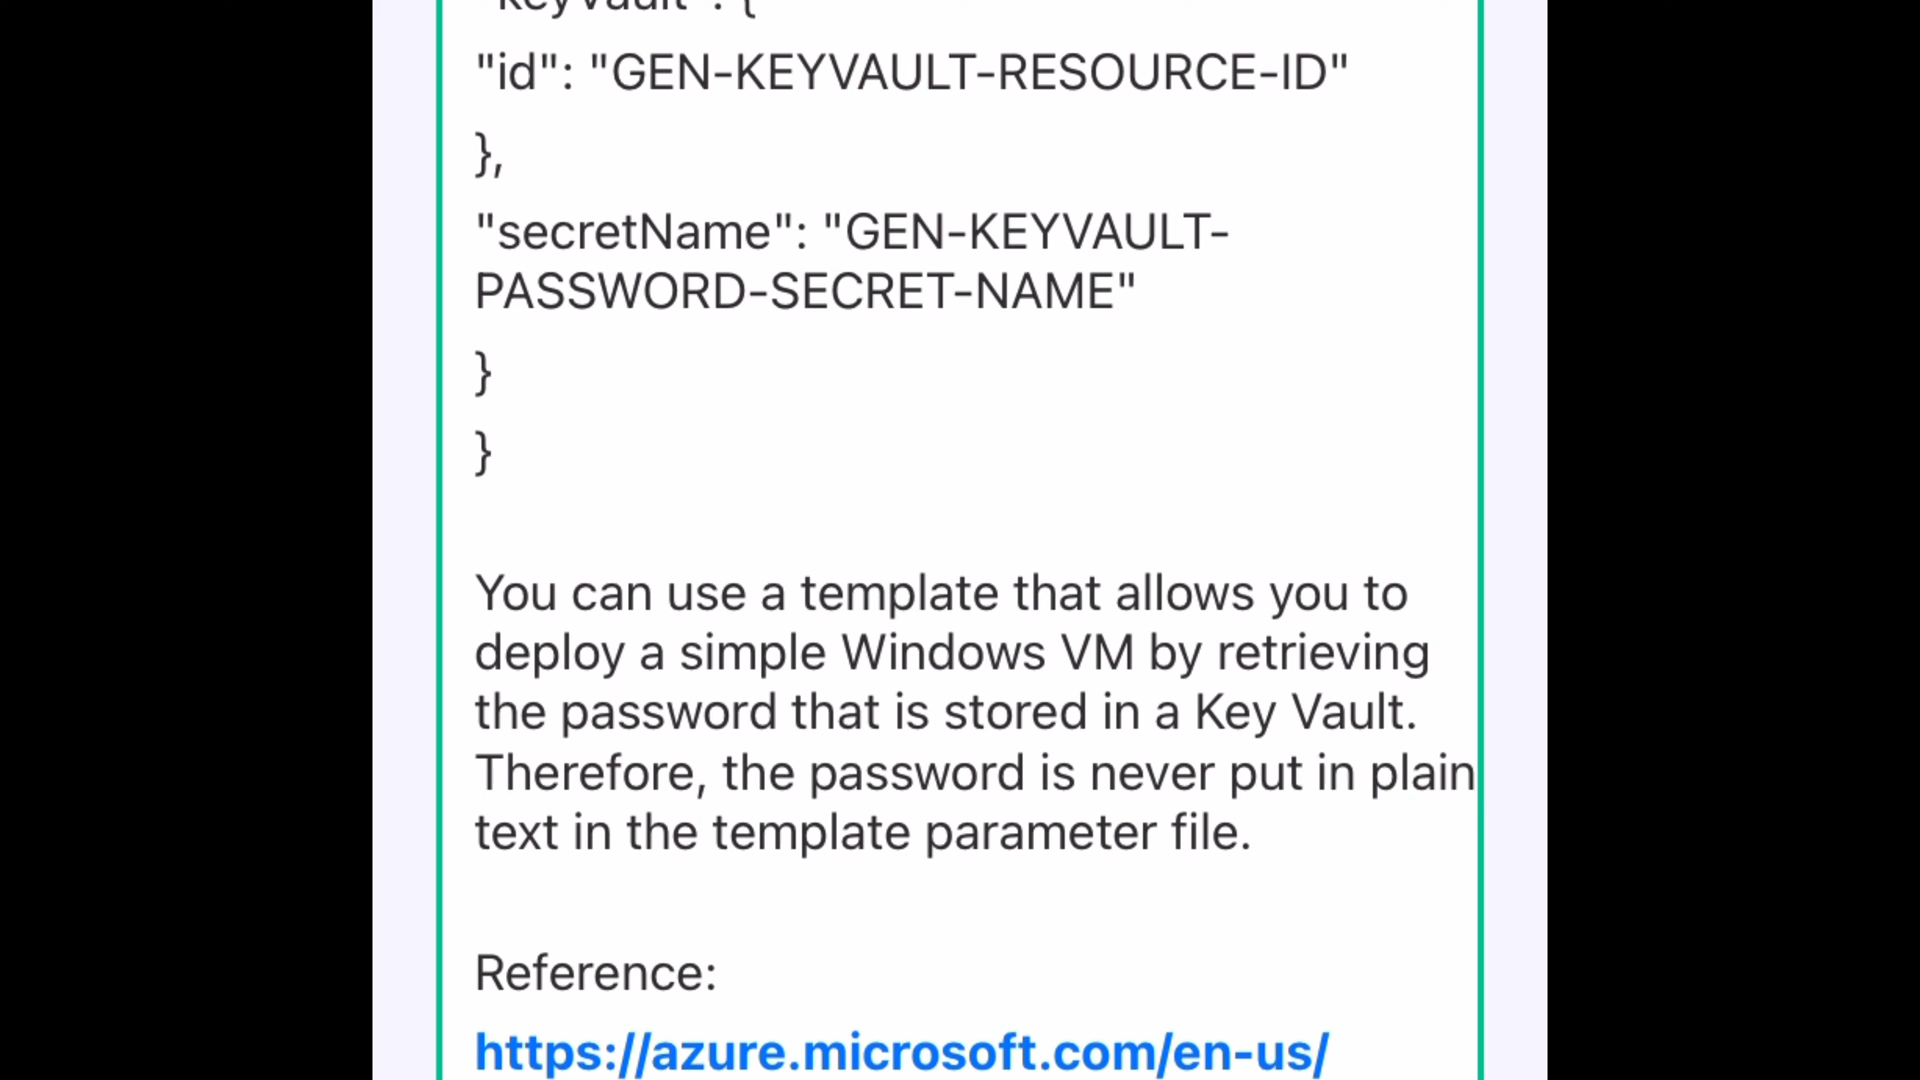 "keyVault": {
"id": "GEN-KEYVAULT-RESOURCE-ID"
},
"secretName": "GEN-KEYVAULT-
PASSWORD-SECRET-NAME"
}
}
You can use a template that allows you to
deploy a simple Windows VM by retrieving
the password that is stored in a Key Vault.
Therefore, the password is never put in plain
text in the template parameter file.
Reference:
https://azure.microsoft.com/en-us/